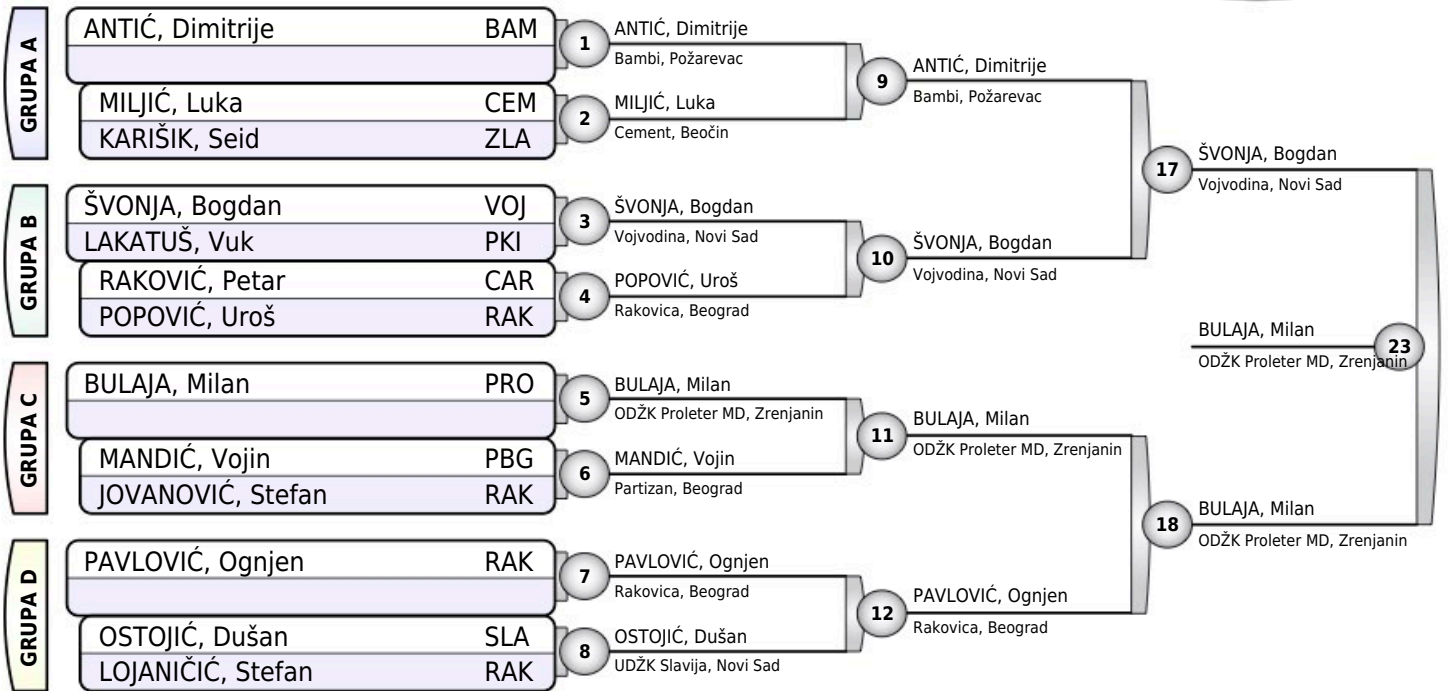 GRUPA A
ANTIĆ, Dimitrije BAM
MILJIĆ, Luka CEM
KARIŠIK, Seid ZLA
GRUPA B
ŠVONJA, Bogdan VOJ
LAKATUŠ, Vuk PKI
RAKOVIĆ, Petar CAR
POPOVIĆ, Uroš RAK
GRUPA C
BULAJA, Milan PRO
MANDIĆ, Vojin PBG
JOVANOVIĆ, Stefan RAK
GRUPA D
PAVLOVIĆ, Ognjen RAK
OSTOJIĆ, Dušan SLA
LOJANIČIĆ, Stefan RAK
1
ANTIĆ, Dimitrije
Bambi, Požarevac
2
MILJIĆ, Luka
Cement, Beočin
3
ŠVONJA, Bogdan
Vojvodina, Novi Sad
4
POPOVIĆ, Uroš
Rakovica, Beograd
5
BULAJA, Milan
ODŽK Proleter MD, Zrenjanin
6
MANDIĆ, Vojin
Partizan, Beograd
7
PAVLOVIĆ, Ognjen
Rakovica, Beograd
8
OSTOJIĆ, Dušan
UDŽK Slavija, Novi Sad
9
ANTIĆ, Dimitrije
Bambi, Požarevac
10
ŠVONJA, Bogdan
Vojvodina, Novi Sad
11
BULAJA, Milan
ODŽK Proleter MD, Zrenjanin
12
PAVLOVIĆ, Ognjen
Rakovica, Beograd
17
ŠVONJA, Bogdan
Vojvodina, Novi Sad
18
BULAJA, Milan
ODŽK Proleter MD, Zrenjanin
23
BULAJA, Milan
ODŽK Proleter MD, Zrenjanin